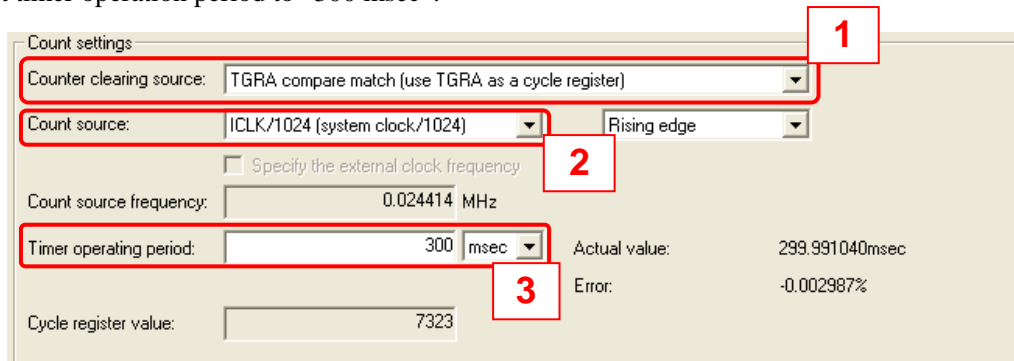 t timer operation period to "300 msec".
Count settings
1
Counter clearing source: TGRA compare match (use TGRA as a cycle register)
Count source: ICLK/1024 (system clock/1024) Rising edge
2
Specify the external clock frequency
Count source frequency: 0.024414 MHz
Timer operating period: 300 msec Actual value: 299.991040msec
3
Error: -0.002987%
Cycle register value: 7323